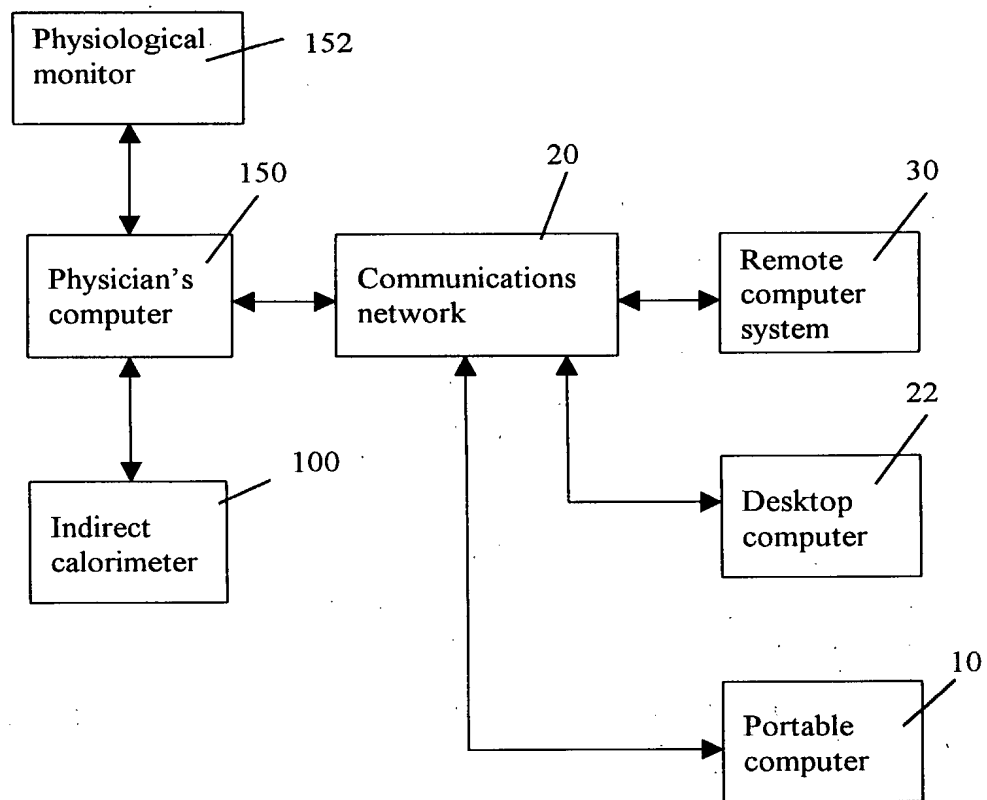 Physiological
monitor
152
150
20
30
Physician's
computer
Communications
network
Remote
computer
system
22
100
Indirect
calorimeter
Desktop
computer
10
Portable
computer